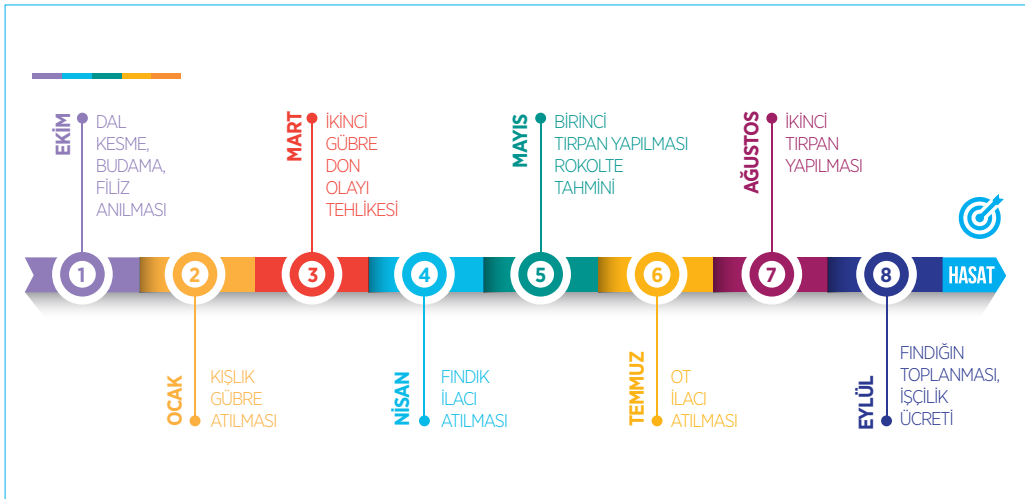 EKİM
DAL
KESME,
BUDAMA,
FİLİZ
ANILMASI
MART
İKİNCİ
GÜBRE
DON
OLAYI
TEHLİKESİ
MAYIS
BİRİNCİ
TIRPAN YAPILMASI
ROKOLTE
TAHMİNİ
AĞUSTOS
İKİNCİ
TIRPAN
YAPILMASI
1
2
3
4
5
6
7
8
HASAT
OCAK
KIŞLIK
GÜBRE
ATILMASI
NİSAN
FINDIK
İLACI
ATILMASI
TEMMUZ
OT
İLACI
ATILMASI
EYLÜL
FINDIĞIN
TOPLANMASI,
İŞÇİLİK
ÜCRETİ